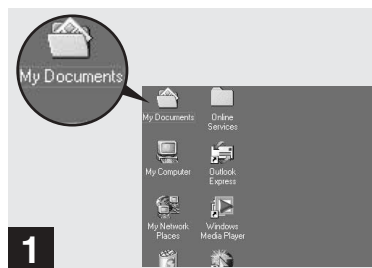 My Documents
My Documents
Online
Services
My Computer
Outlook
Express
My Network
Places
Windows
Media Player
1